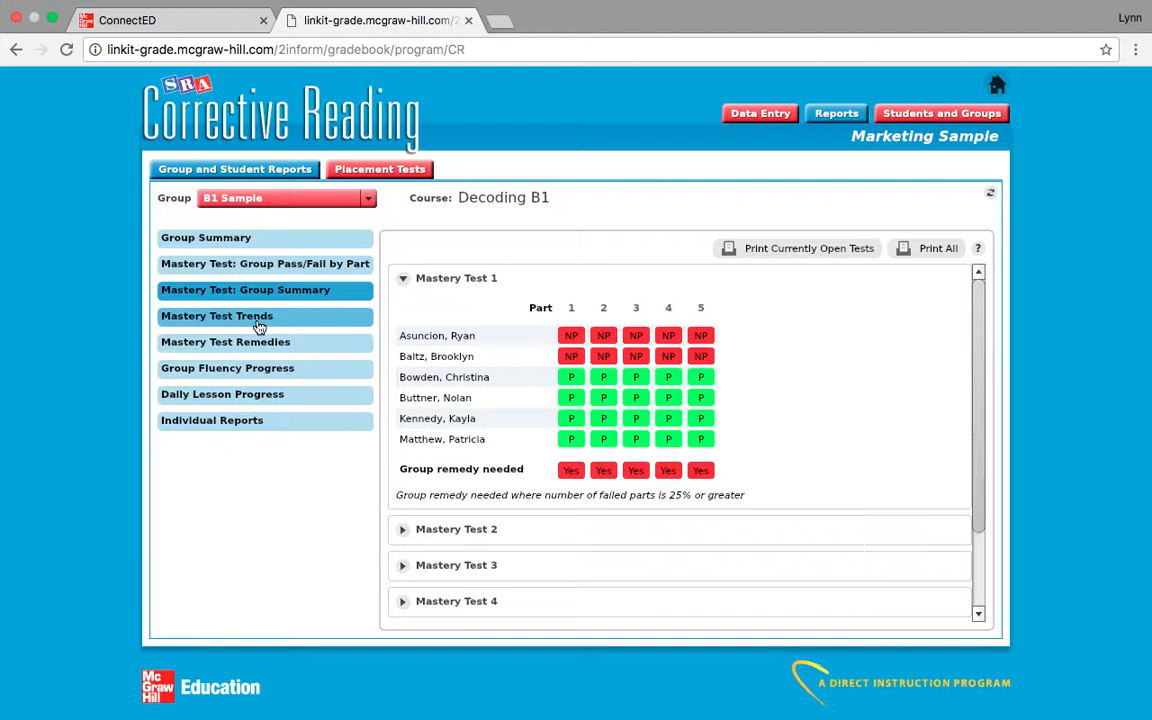 ConnectED
linkit-grade.mcgraw-hill.com/2
Lynn
linkit-grade.mcgraw-hill.com/2inform/gradebook/program/CR
SRA
Corrective Reading
Data Entry
Reports
Students and Groups
Marketing Sample
Group and Student Reports
Placement Tests
Group
B1 Sample
Course: Decoding B1
Group Summary
Mastery Test: Group Pass/Fail by Part
Mastery Test: Group Summary
Mastery Test Trends
Mastery Test Remedies
Group Fluency Progress
Daily Lesson Progress
Individual Reports
Print Currently Open Tests
Print All
?
Mastery Test 1
Part 1 2 3 4 5
Asuncion, Ryan NP NP NP NP NP
Baltz, Brooklyn NP NP NP NP NP
Bowden, Christina P P P P P
Buttner, Nolan P P P P P
Kennedy, Kayla P P P P P
Matthew, Patricia P P P P P
Group remedy needed Yes Yes Yes Yes Yes
Group remedy needed where number of failed parts is 25% or greater
Mastery Test 2
Mastery Test 3
Mastery Test 4
Mc
Graw
Hill
Education
A DIRECT INSTRUCTION PROGRAM